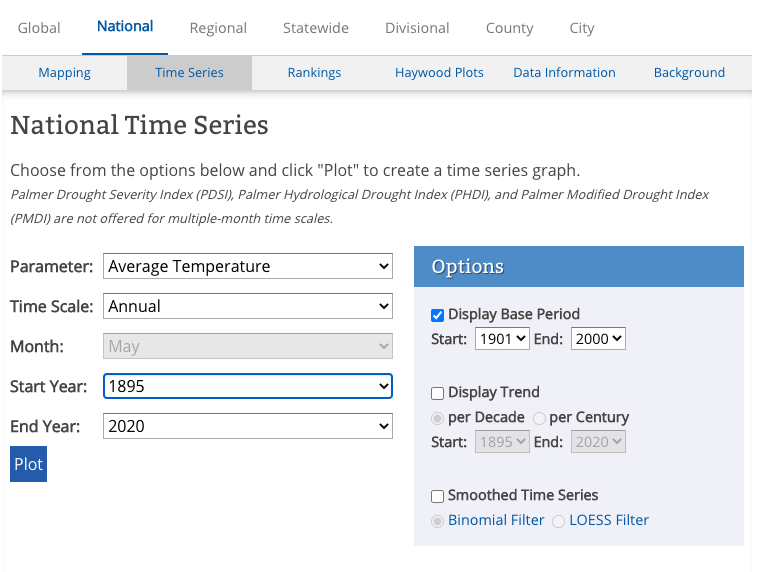 Global National Regional Statewide Divisional County City
Mapping Time Series Rankings Haywood Plots Data Information Background
National Time Series
Choose from the options below and click "Plot" to create a time series graph.
Palmer Drought Severity Index (PDSI), Palmer Hydrological Drought Index (PHDI), and Palmer Modified Drought Index
(PMDI) are not offered for multiple-month time scales.
Parameter: Average Temperature
Time Scale: Annual
Month: May
Start Year: 1895
End Year: 2020
Plot
Options
Display Base Period
Start: 1901 End: 2000
Display Trend
per Decade per Century
Start: 1895 End: 2020
Smoothed Time Series
Binomial Filter LOESS Filter